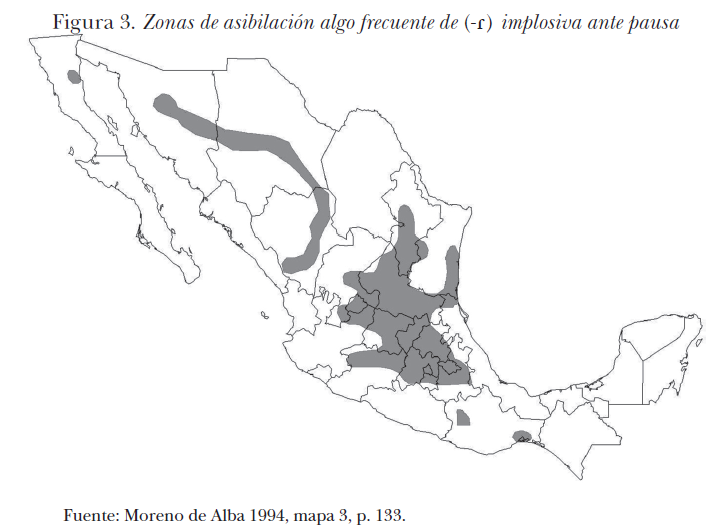 Figura 3. Zonas de asibilación algo frecuente de (-ɾ) implosiva ante pausa
Fuente: Moreno de Alba 1994, mapa 3, p. 133.